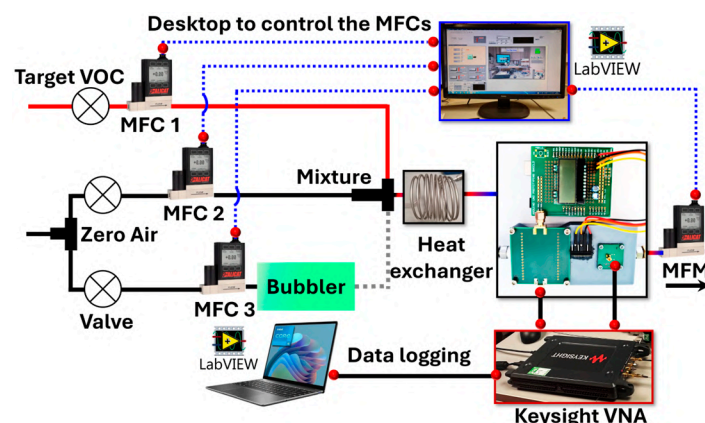 Desktop to control the MFCs
LabVIEW
Target VOC
MFC 1
Mixture
MFC 2
Zero Air
Heat
exchanger
MFM
Bubbler
MFC 3
Valve
LabVIEW
Data logging
KEYSIGHT
Keysight VNA